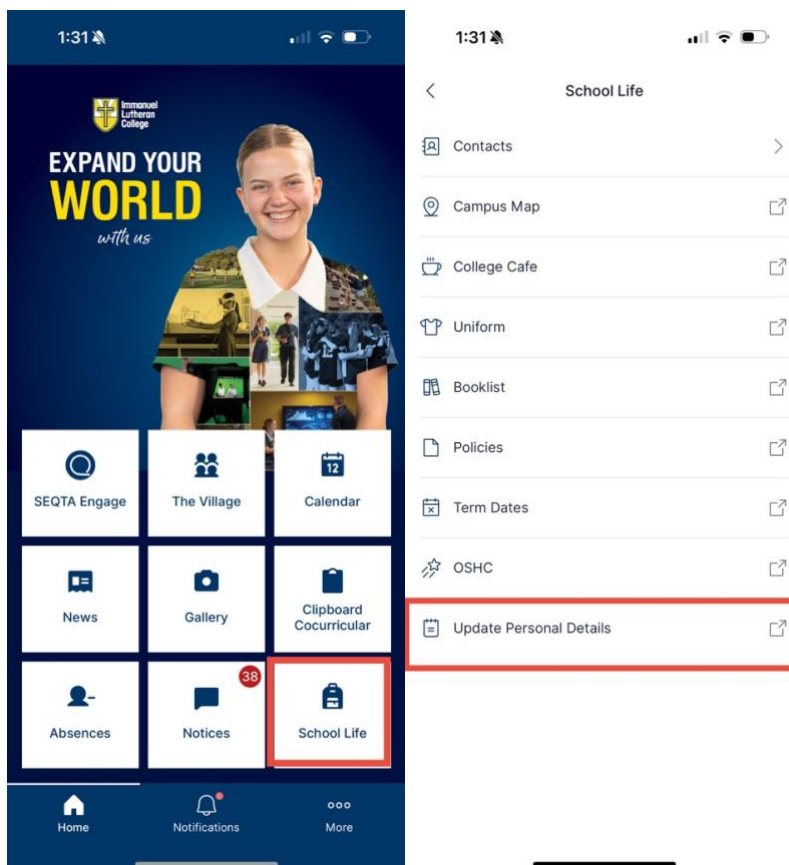 1:31
Immanuel
Lutheran
College
EXPAND YOUR
WORLD
with us
SEQTA Engage
The Village
12
Calendar
News
Gallery
Clipboard
Cocurricular
Absences
38
Notices
School Life
Home
Notifications
More
1:31
School Life
Contacts
Campus Map
College Cafe
Uniform
Booklist
Policies
Term Dates
OSHC
Update Personal Details